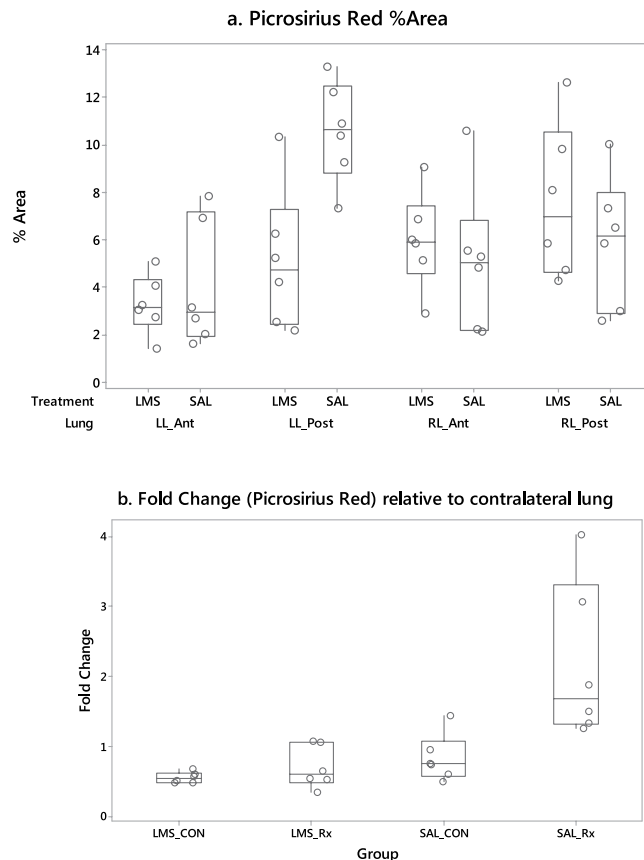 a. Picrosirius Red %Area
14
12
10
8
6
4
2
0
% Area
Treatment LMS SAL LMS SAL LMS SAL LMS SAL
Lung LL_Ant LL_Post RL_Ant RL_Post
b. Fold Change (Picrosirius Red) relative to contralateral lung
4
3
2
1
0
Fold Change
LMS_CON LMS_Rx SAL_CON SAL_Rx
Group